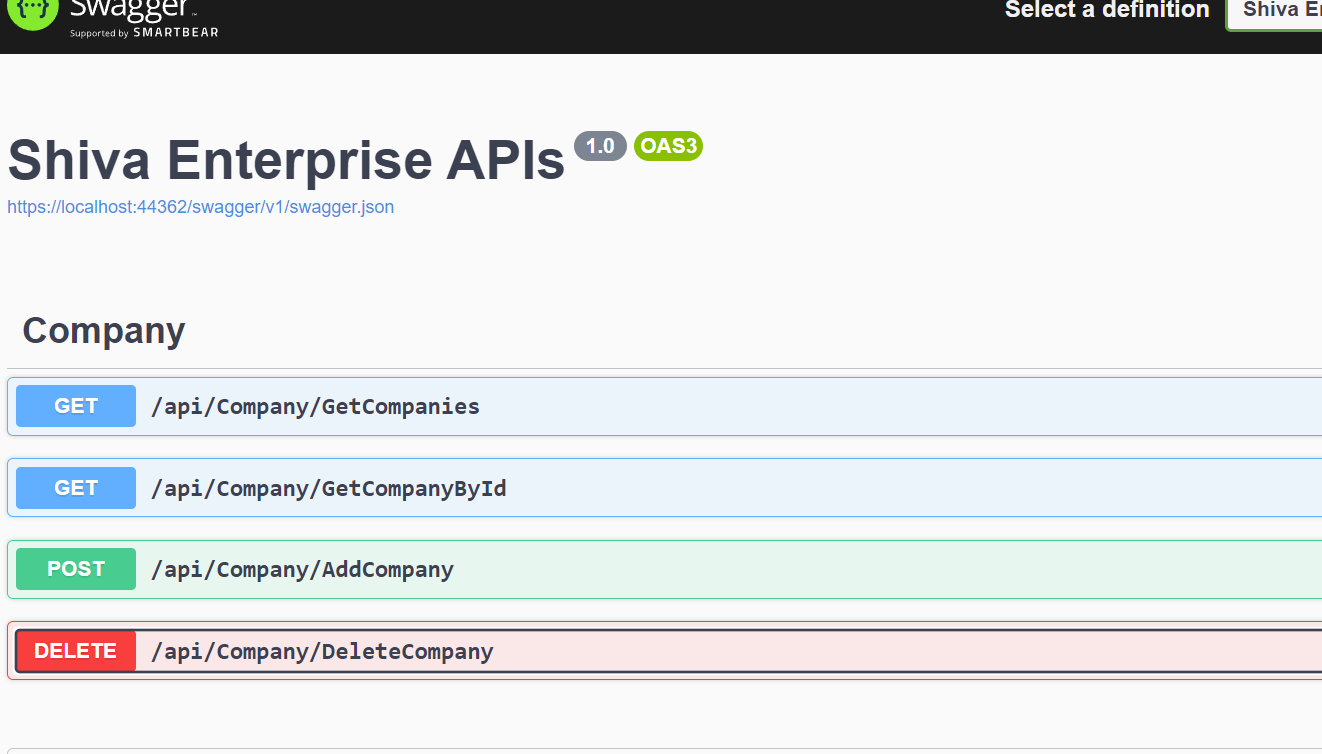 {...} Swagger
Supported by SMARTBEAR
Select a definition
Shiva
Shiva Enterprise APIs 1.0 OAS3
https://localhost:44362/swagger/v1/swagger.json
Company
GET /api/Company/GetCompanies
GET /api/Company/GetCompanyById
POST /api/Company/AddCompany
DELETE /api/Company/DeleteCompany